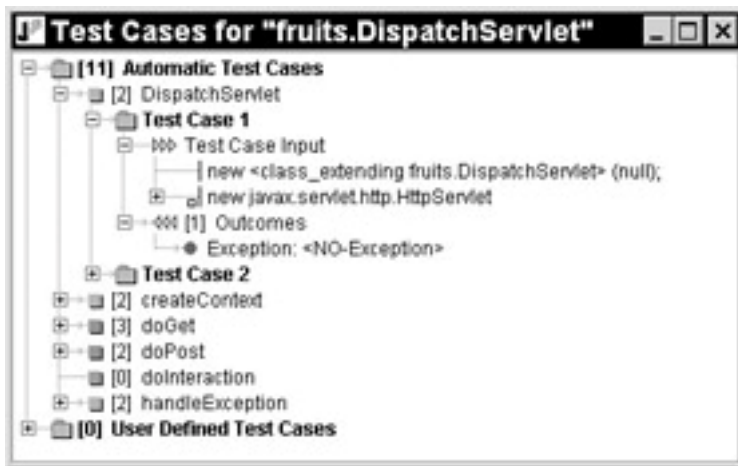 Test Cases for "fruits.DispatchServlet"
[11] Automatic Test Cases
[2] DispatchServlet
Test Case 1
Test Case Input
new <class_extending fruits.DispatchServlet> (null);
new javax.servlet.http.HttpServlet
[1] Outcomes
Exception: <NO-Exception>
Test Case 2
[2] createContext
[3] doGet
[2] doPost
[0] doInteraction
[2] handleException
[0] User Defined Test Cases